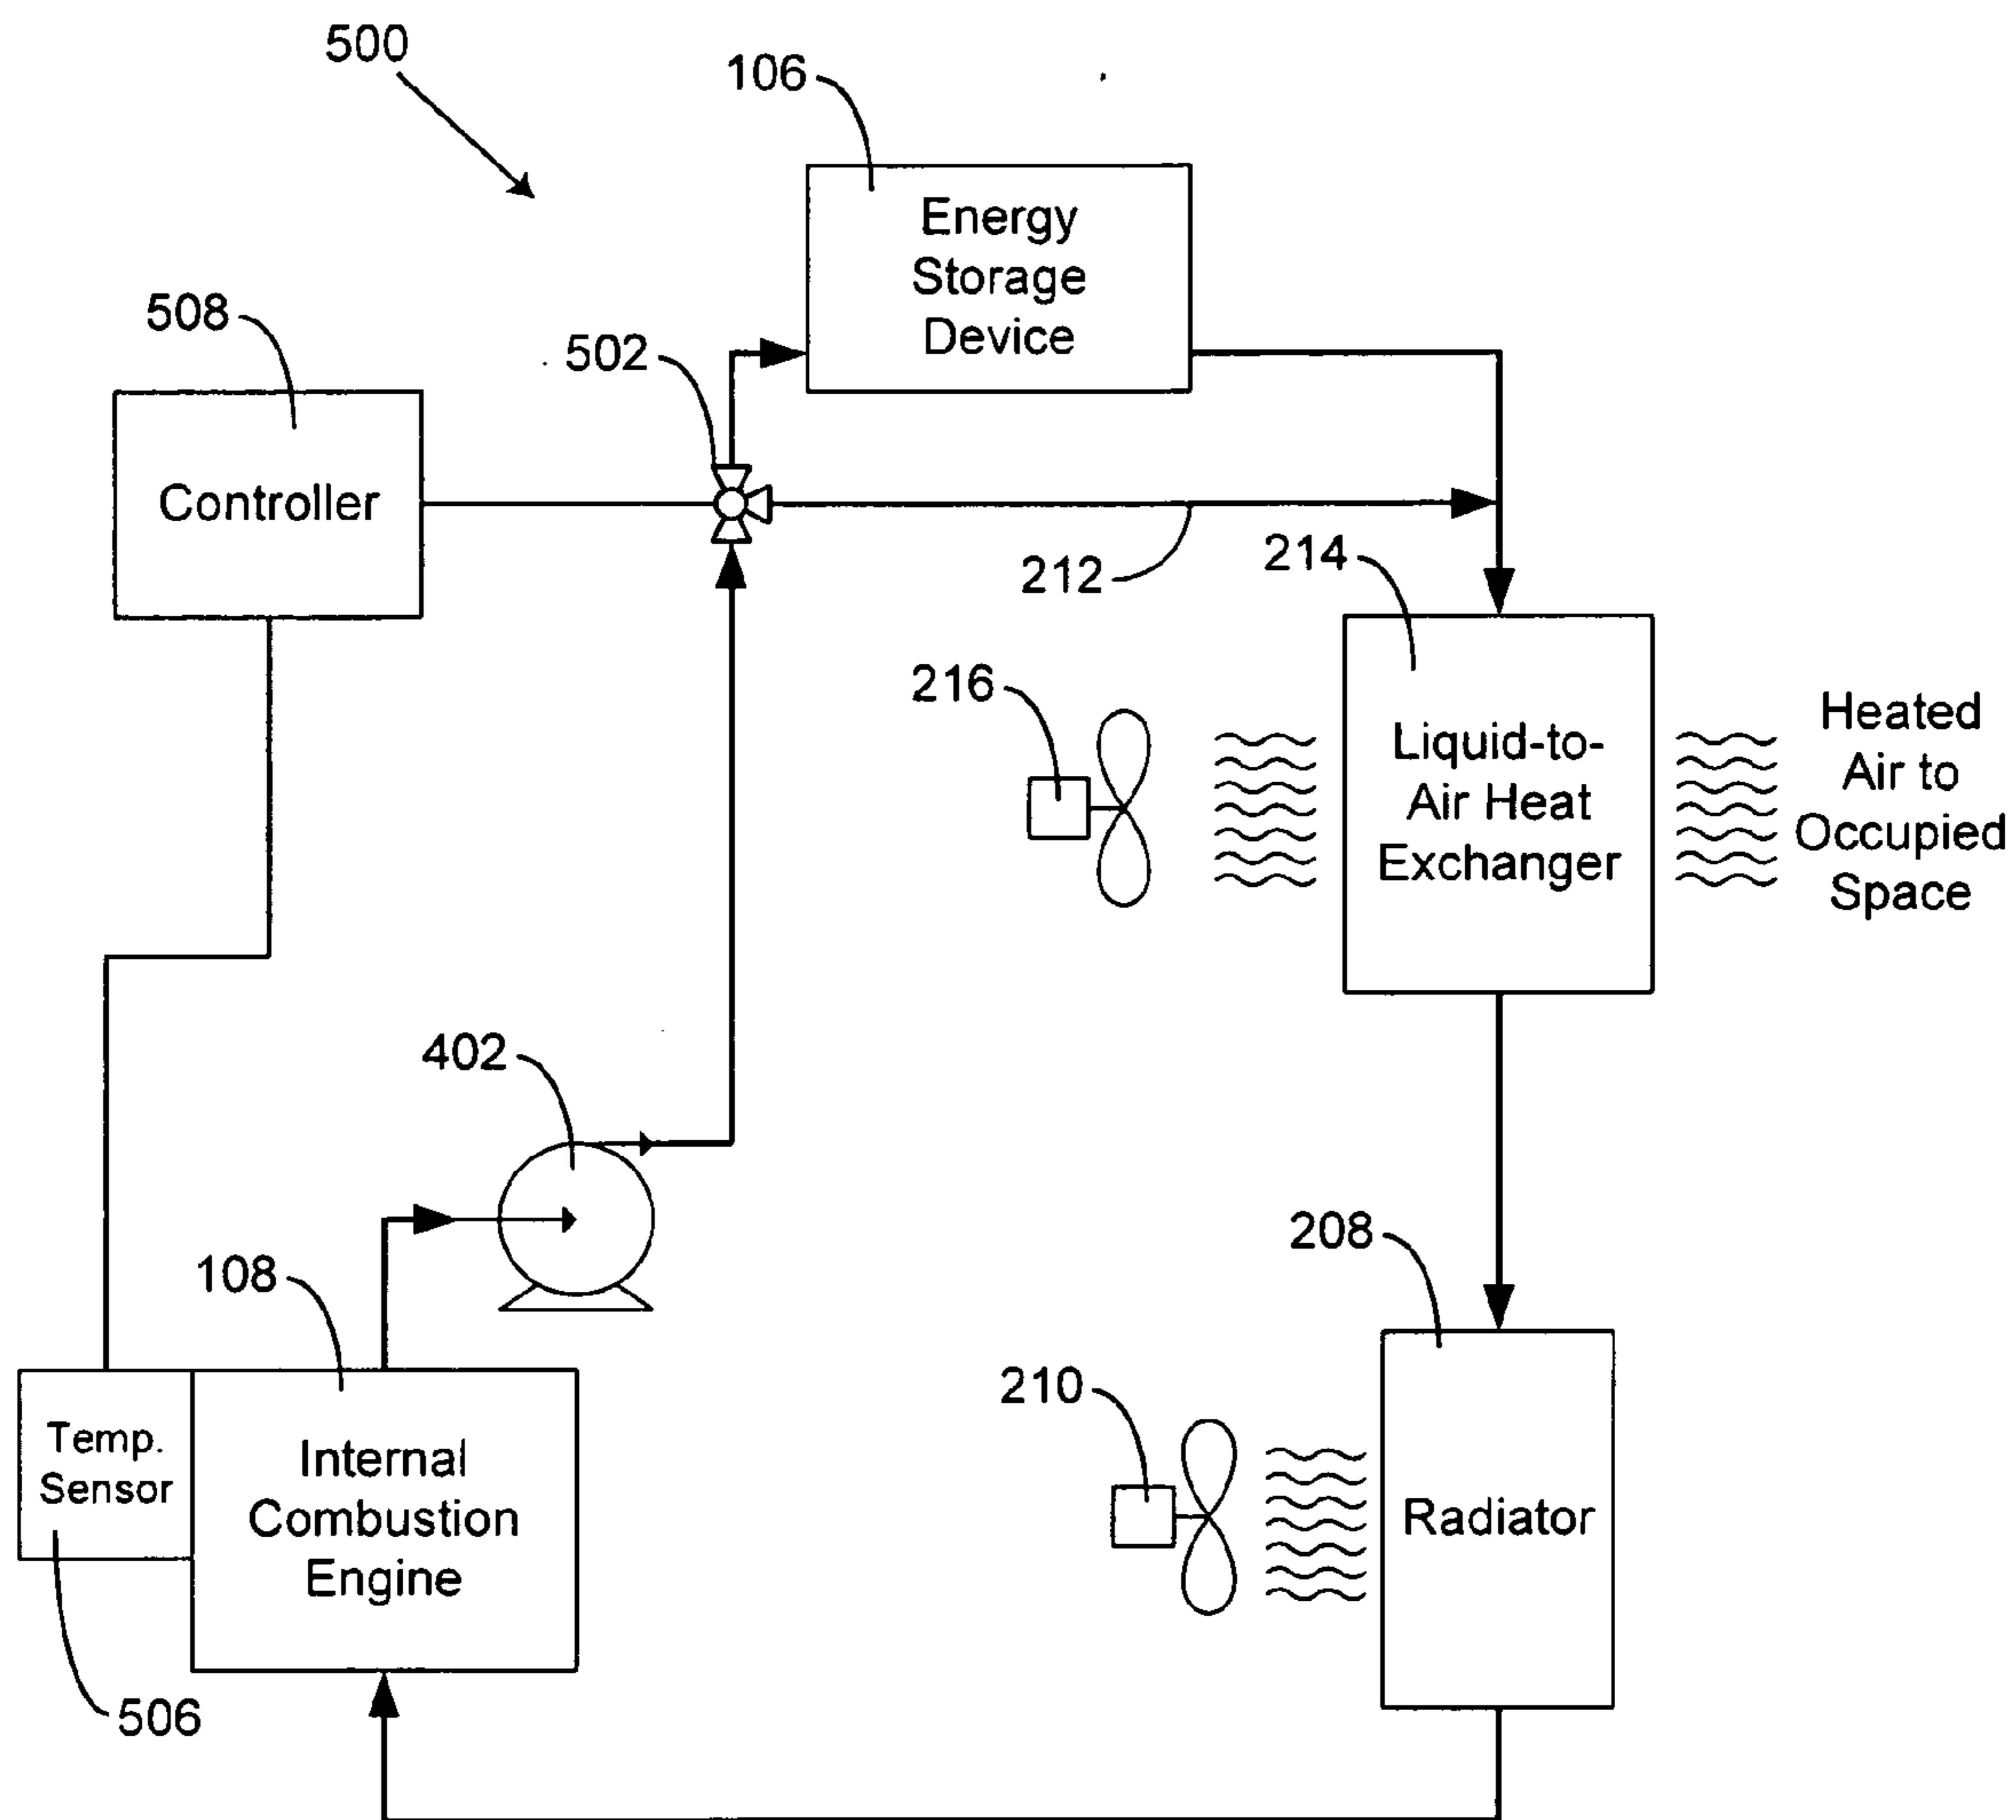 500
106
Energy
Storage
Device
508
502
Controller
212
214
216
Liquid-to-
Air Heat
Exchanger
Heated
Air to
Occupied
Space
402
108
208
210
Temp.
Sensor
Internal
Combustion
Engine
Radiator
506